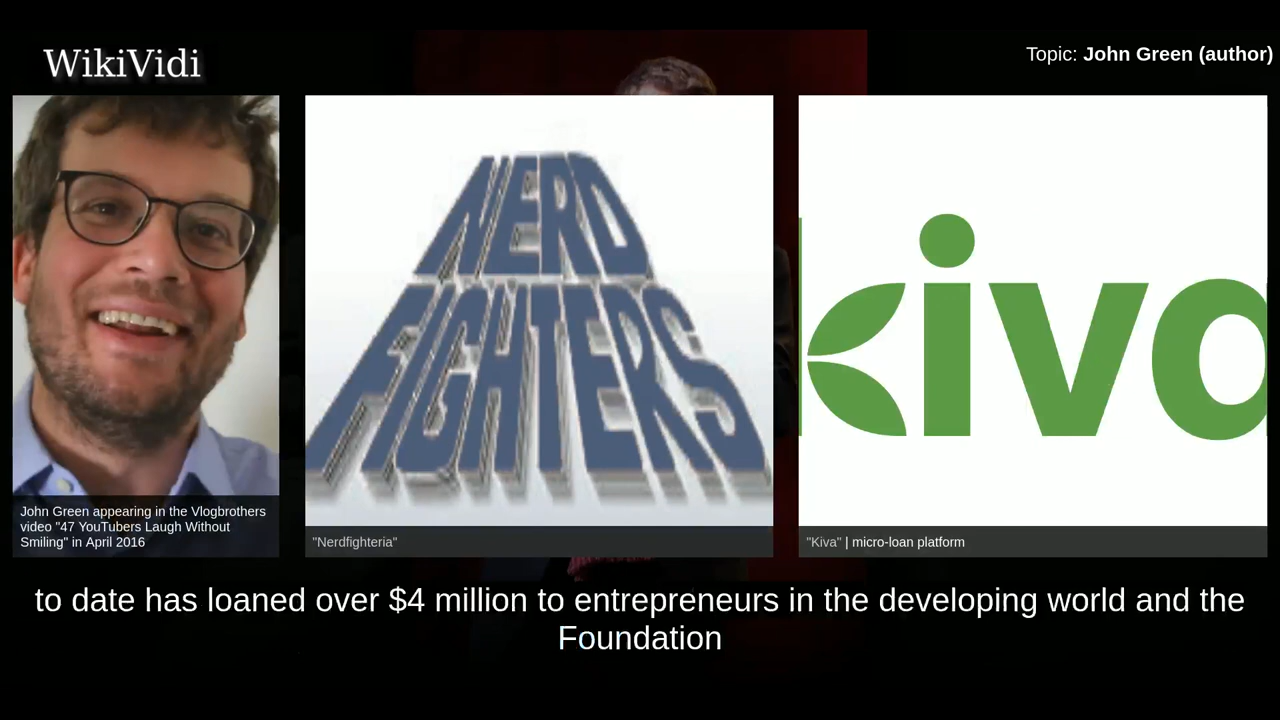 WikiVidi
Topic: John Green (author)
NERD
FIGHTERS
kiva
John Green appearing in the Vlogbrothers
video "47 YouTubers Laugh Without
Smiling" in April 2016
"Nerdfighteria"
"Kiva" | micro-loan platform
to date has loaned over $4 million to entrepreneurs in the developing world and the
Foundation